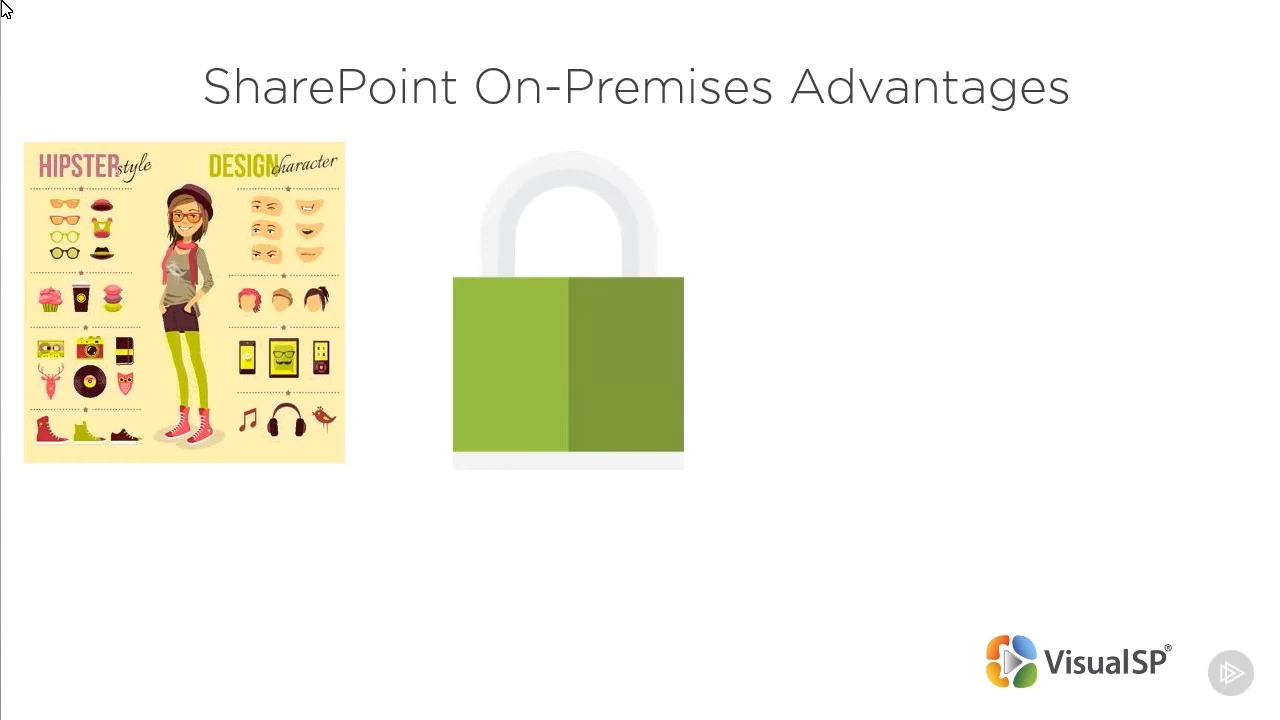 SharePoint On-Premises Advantages
HIPSTER style
DESIGN character
VisualSP®